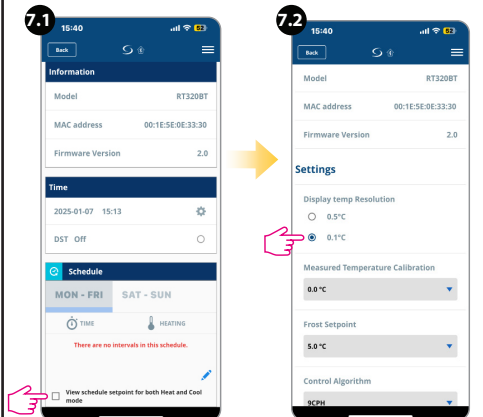 7.1
15:40
52
Back
Information
Model RT320BT
MAC address 00:1E:5E:0E:33:30
Firmware Version 2.0
Time
2025-01-07 15:13
DST Off
Schedule
MON - FRI SAT - SUN
TIME HEATING
There are no intervals in this schedule.
View schedule setpoint for both Heat and Cool
mode
7.2
15:40
52
Back
Model RT320BT
MAC address 00:1E:5E:0E:33:30
Firmware Version 2.0
Settings
Display temp Resolution
0.5°C
0.1°C
Measured Temperature Calibration
0.0 °C
Frost Setpoint
5.0 °C
Control Algorithm
9CPH